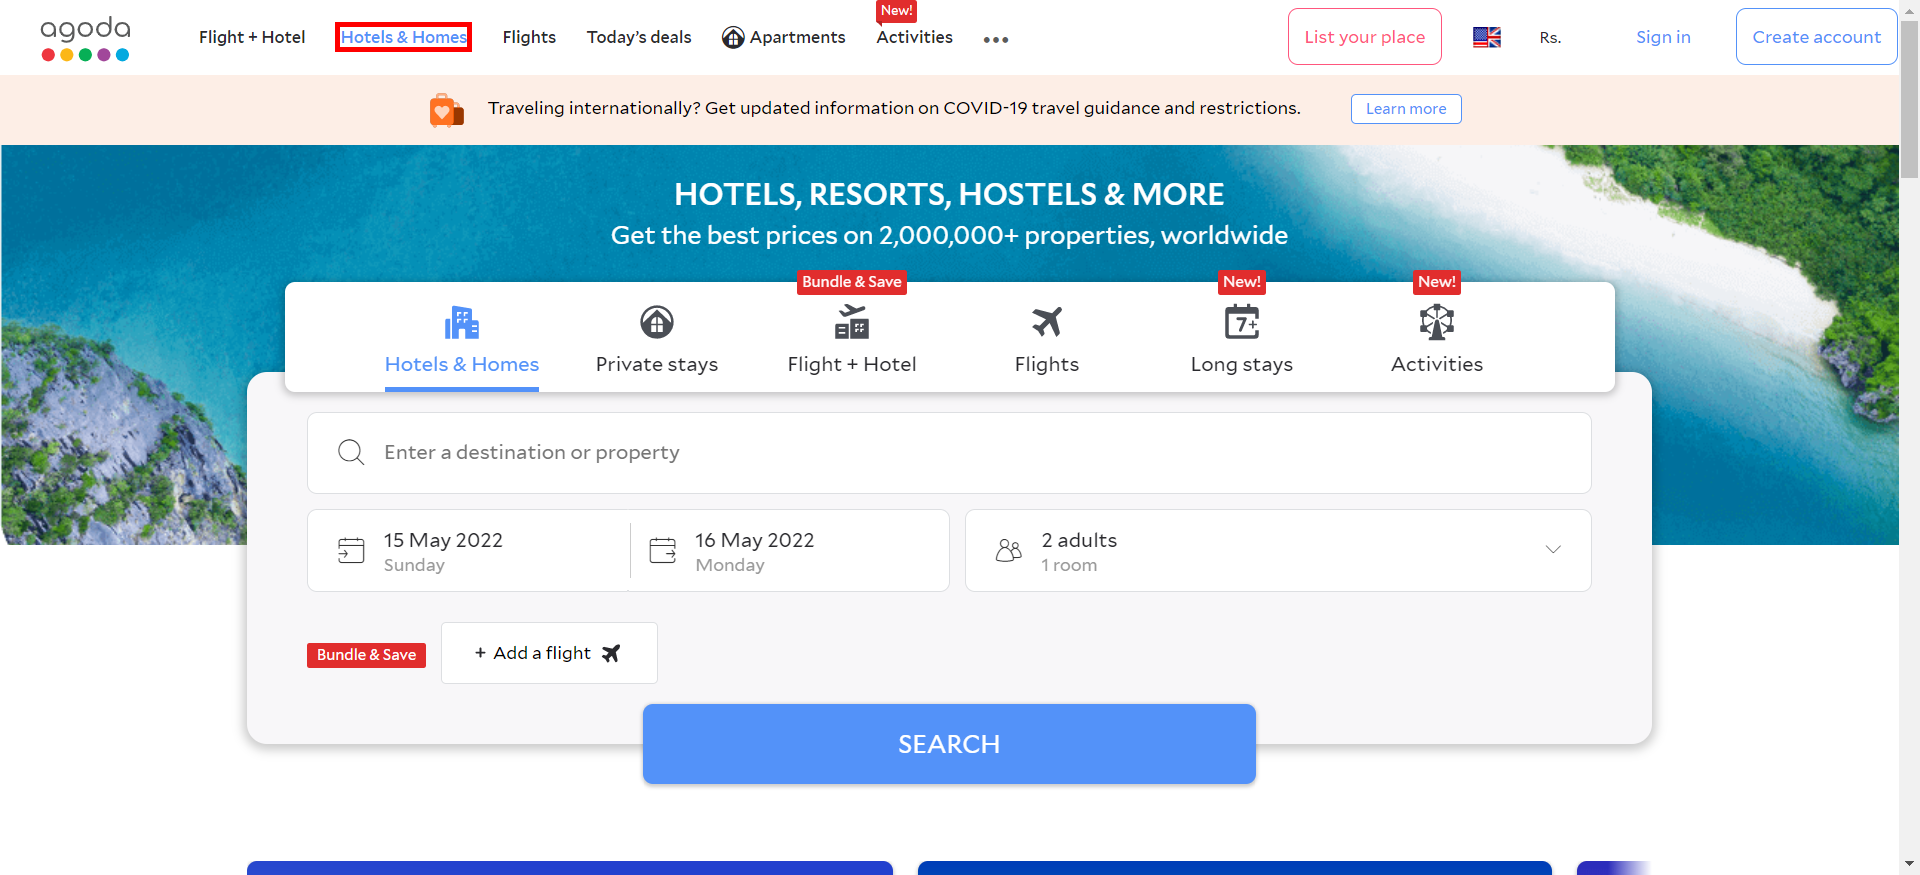 agoda
Flight + Hotel
Hotels & Homes
Flights
Today's deals
Apartments
New!
Activities
List your place
Rs.
Sign in
Create account
Traveling internationally? Get updated information on COVID-19 travel guidance and restrictions.
Learn more
HOTELS, RESORTS, HOSTELS & MORE
Get the best prices on 2,000,000+ properties, worldwide
Hotels & Homes
Private stays
Bundle & Save
Flight + Hotel
Flights
New!
7+
Long stays
New!
Activities
Enter a destination or property
15 May 2022
Sunday
16 May 2022
Monday
2 adults
1 room
Bundle & Save
+ Add a flight
SEARCH